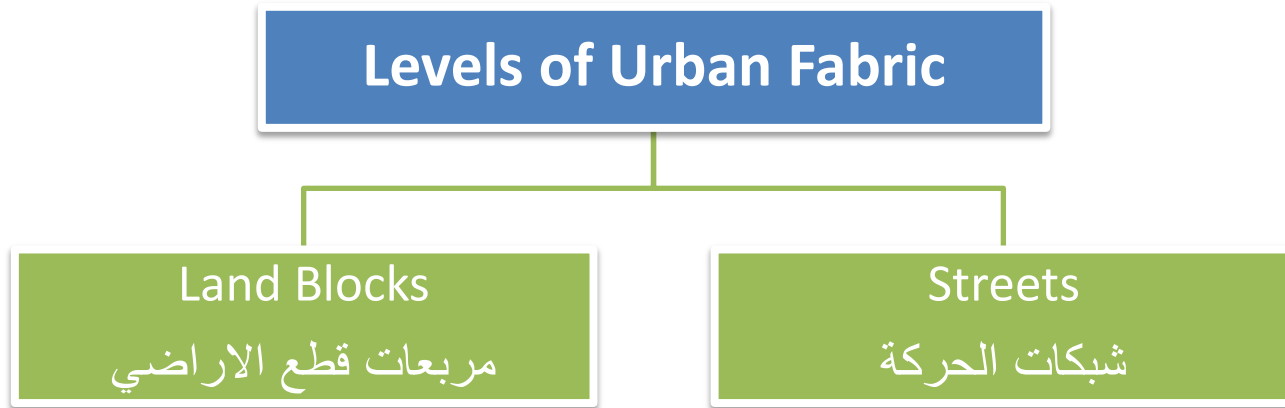 Levels of Urban Fabric
Land Blocks
مربعات قطع الاراضي
Streets
شبكات الحركة